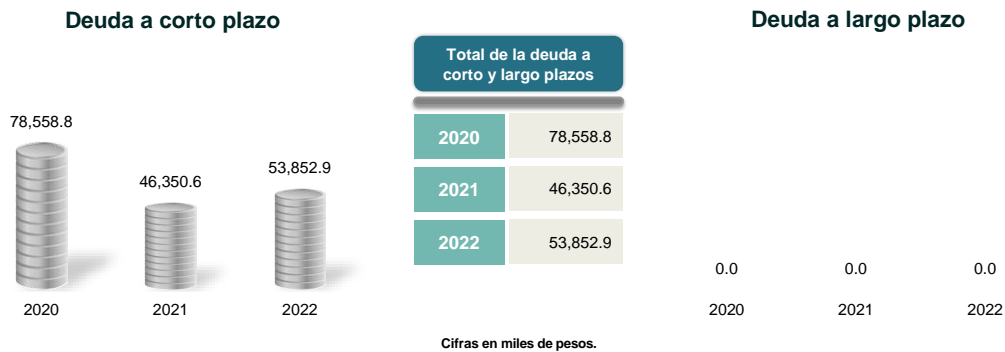 Deuda a corto plazo
78,558.8
46,350.6
53,852.9
2020
2021
2022
Total de la deuda a
corto y largo plazos
2020 78,558.8
2021 46,350.6
2022 53,852.9
Deuda a largo plazo
0.0 0.0 0.0
2020 2021 2022
Cifras en miles de pesos.